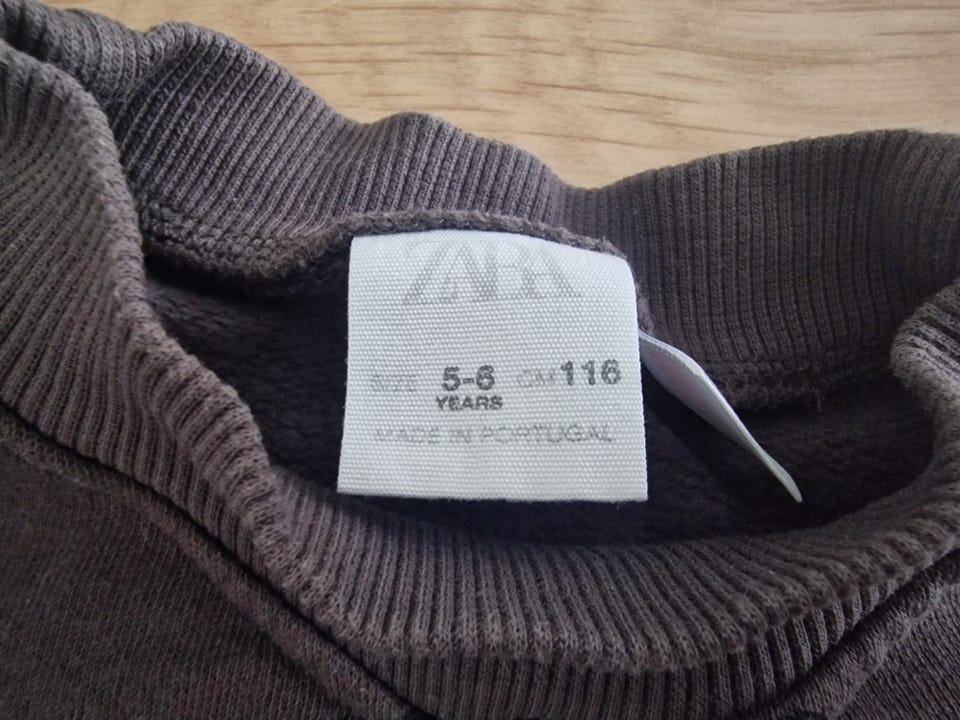 ZARA
SIZE 5-6 CM 116
YEARS
MADE IN PORTUGAL